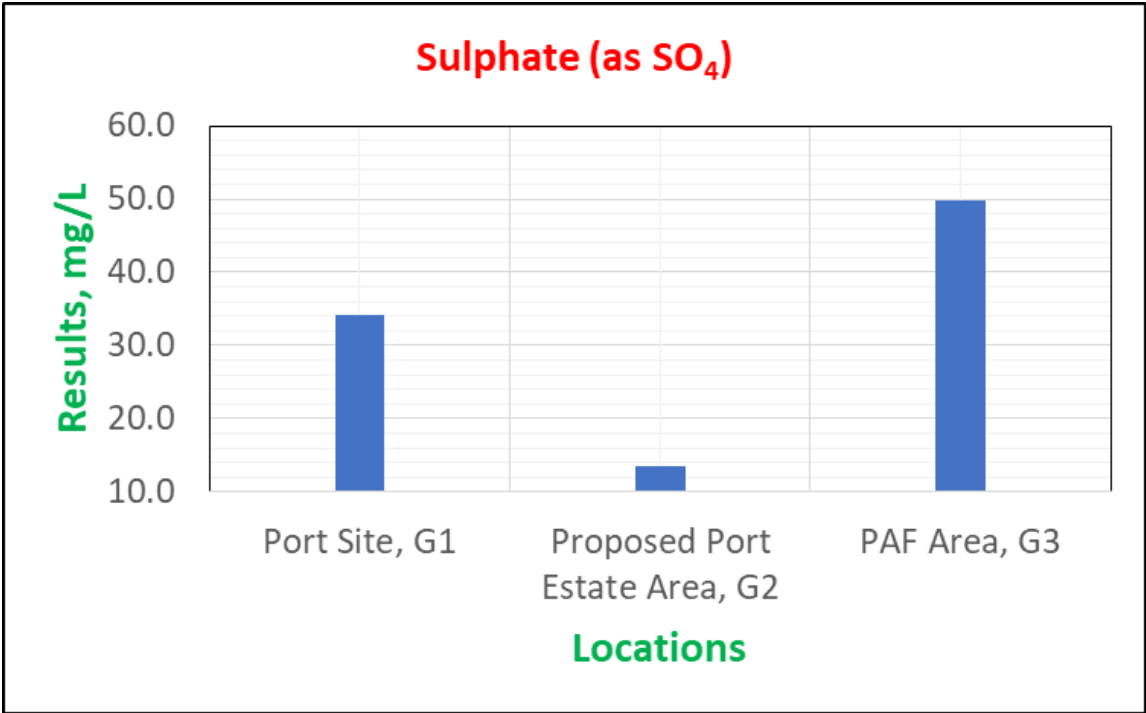 Sulphate (as SO₄)
Results, mg/L
60.0
50.0
40.0
30.0
20.0
10.0
Port Site, G1
Proposed Port
Estate Area, G2
PAF Area, G3
Locations